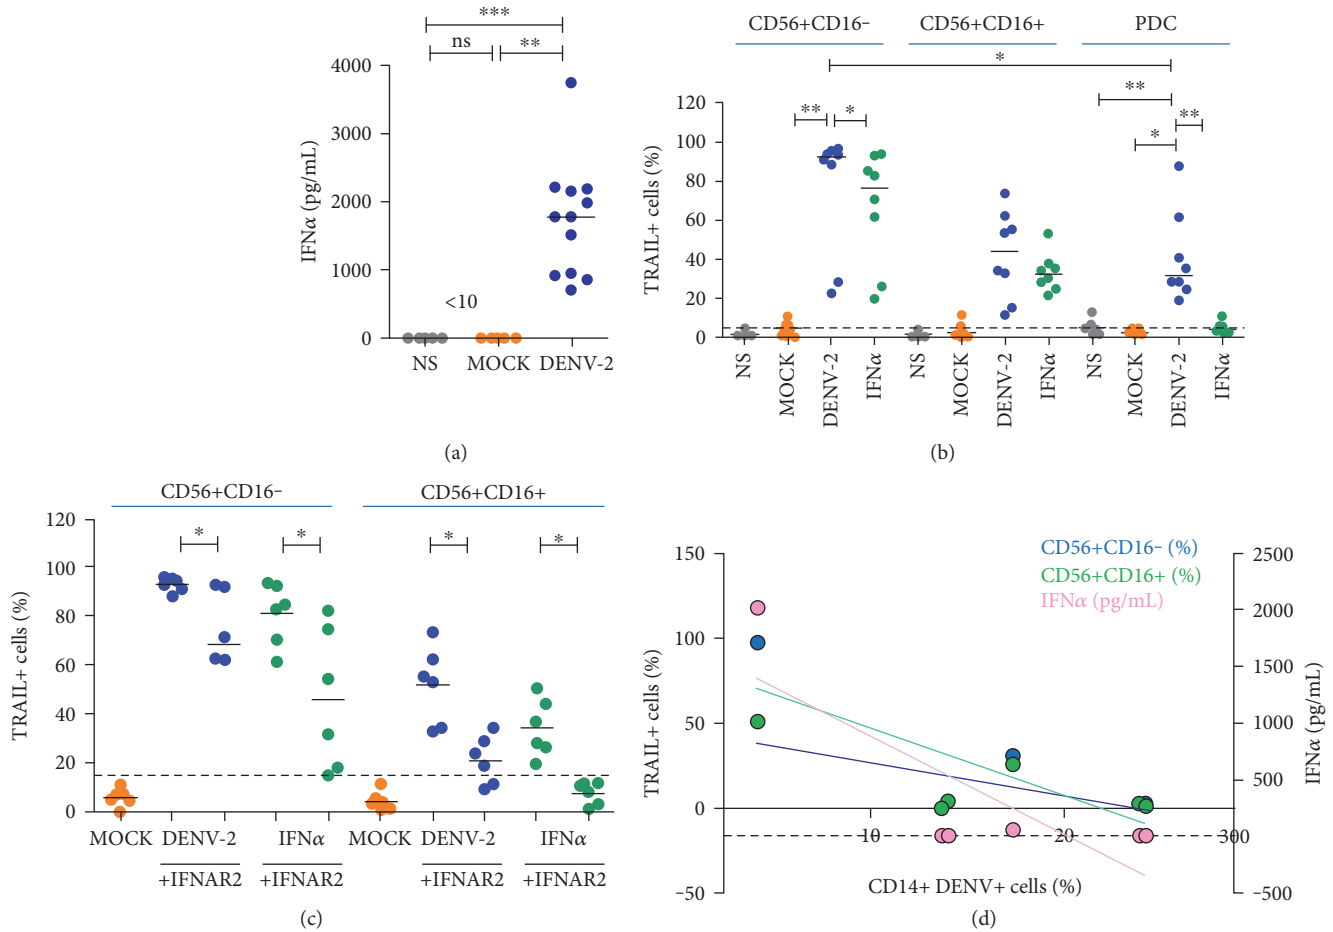 ***
ns
**
4000
3000
2000
1000
0
IFNα (pg/mL)
<10
NS
MOCK
DENV-2
(a)
CD56+CD16-
CD56+CD16+
PDC
*
**
**
*
**
*
120
100
80
60
40
20
0
TRAIL+ cells (%)
NS
MOCK
DENV-2
IFNα
NS
MOCK
DENV-2
IFNα
NS
MOCK
DENV-2
IFNα
(b)
CD56+CD16-
CD56+CD16+
*
*
*
*
120
100
80
60
40
20
0
TRAIL+ cells (%)
MOCK
DENV-2
IFNα
MOCK
DENV-2
IFNα
+IFNAR2
+IFNAR2
+IFNAR2
+IFNAR2
(c)
CD56+CD16- (%)
CD56+CD16+ (%)
IFNα (pg/mL)
150
100
50
0
-50
TRAIL+ cells (%)
10
20
300
2500
2000
1500
1000
500
-500
IFNα (pg/mL)
CD14+ DENV+ cells (%)
(d)